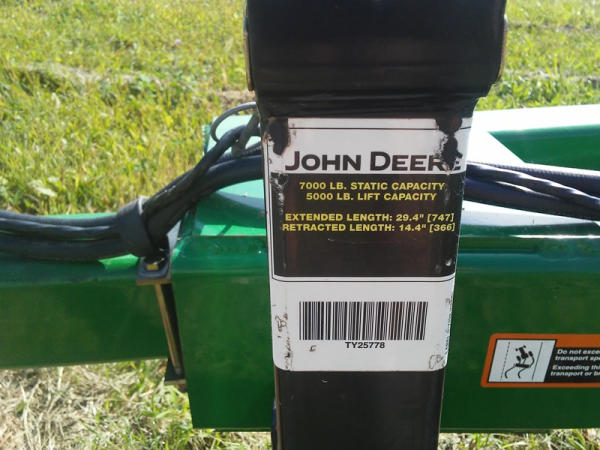 JOHN DEERE
7000 LB. STATIC CAPACITY
5000 LB. LIFT CAPACITY
EXTENDED LENGTH: 29.4" [747]
RETRACTED LENGTH: 14.4" [366]
TY25778
Do not exce
transport sp
Exceeding th
transport or b